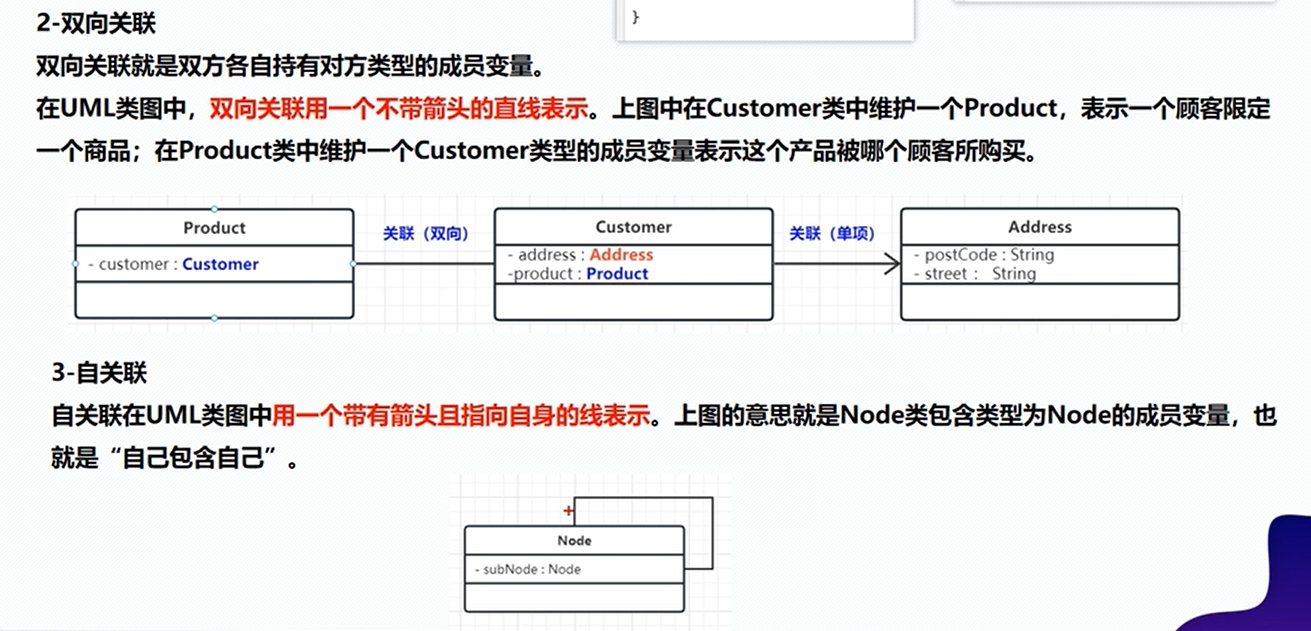 }
2-双向关联
双向关联就是双方各自持有对方类型的成员变量。
在UML类图中，双向关联用一个不带箭头的直线表示。上图中在Customer类中维护一个Product，表示一个顾客限定
一个商品；在Product类中维护一个Customer类型的成员变量表示这个产品被哪个顾客所购买。
Product
- customer : Customer
关联（双向）
Customer
- address : Address
-product : Product
关联（单项）
Address
- postCode : String
- street :  String
3-自关联
自关联在UML类图中用一个带有箭头且指向自身的线表示。上图的意思就是Node类包含类型为Node的成员变量，也
就是“自己包含自己”。
+
Node
- subNode : Node